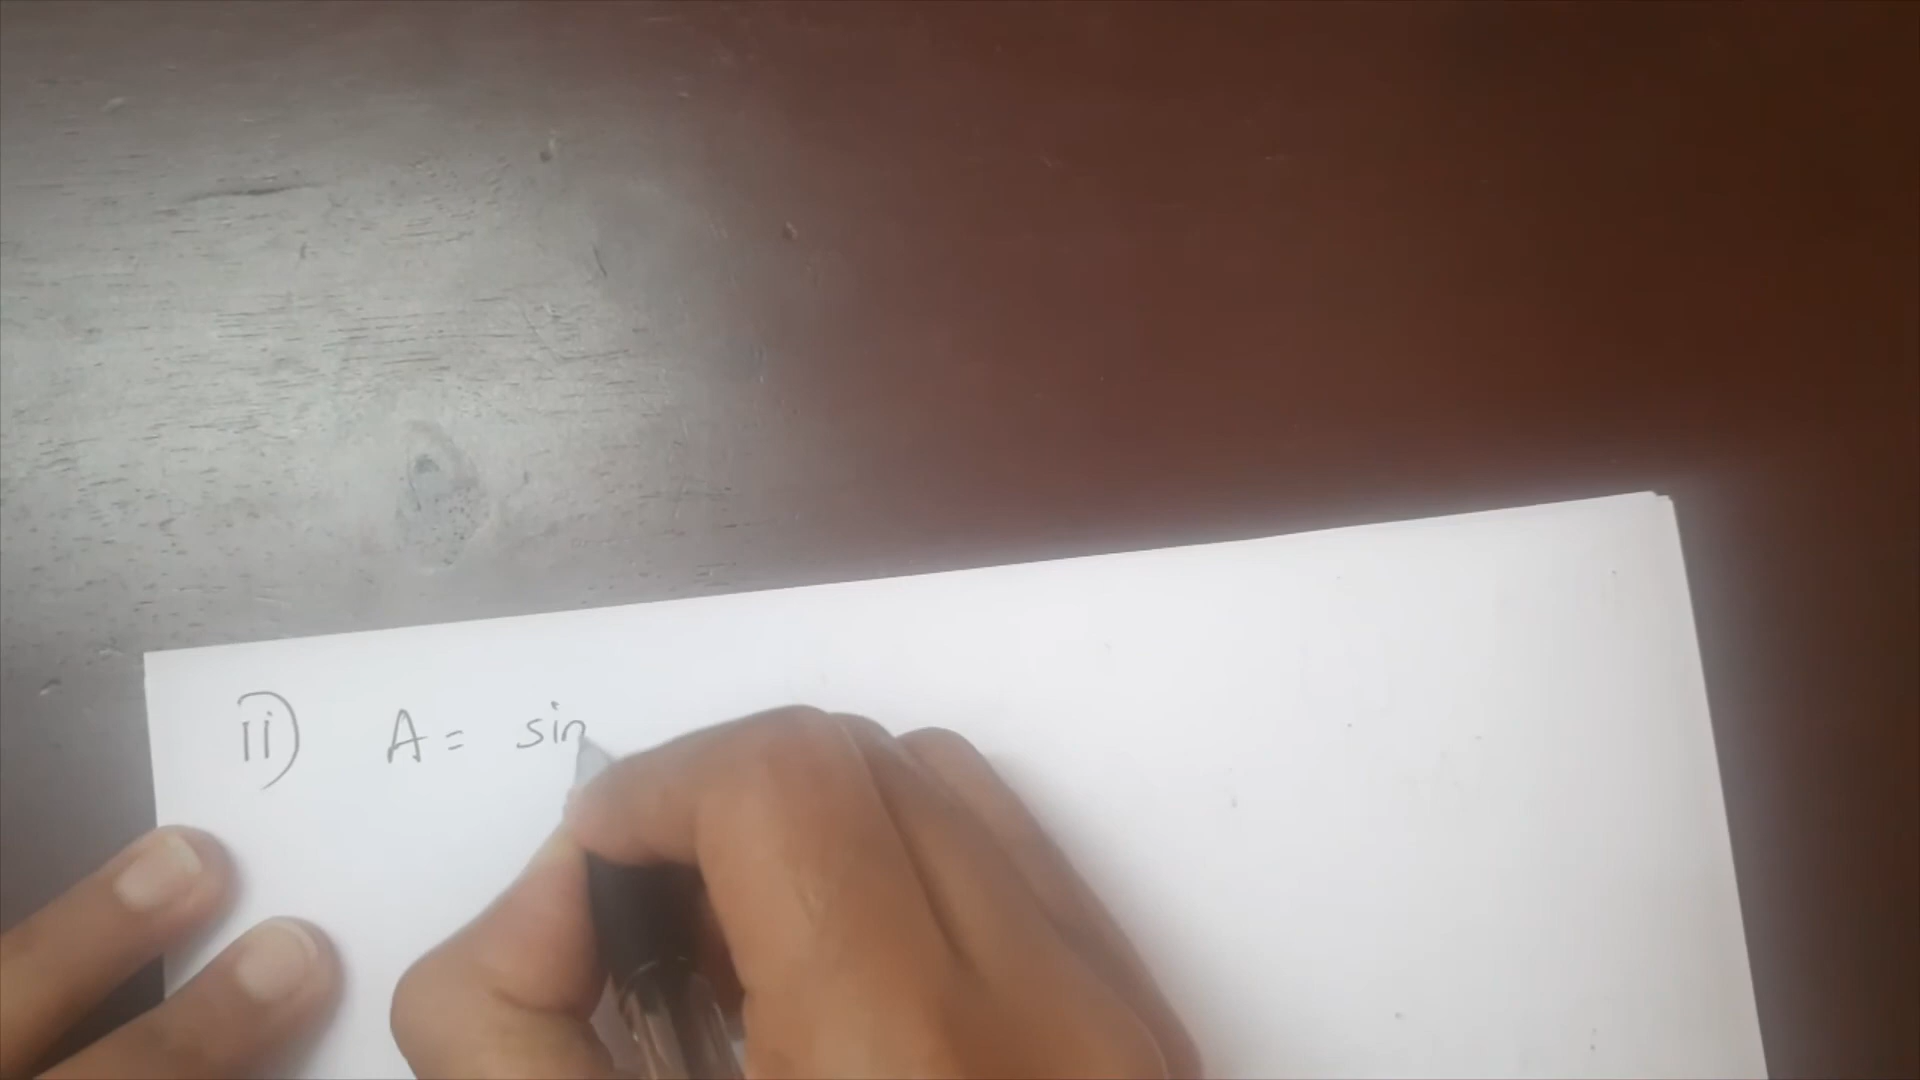 ii) A = sin